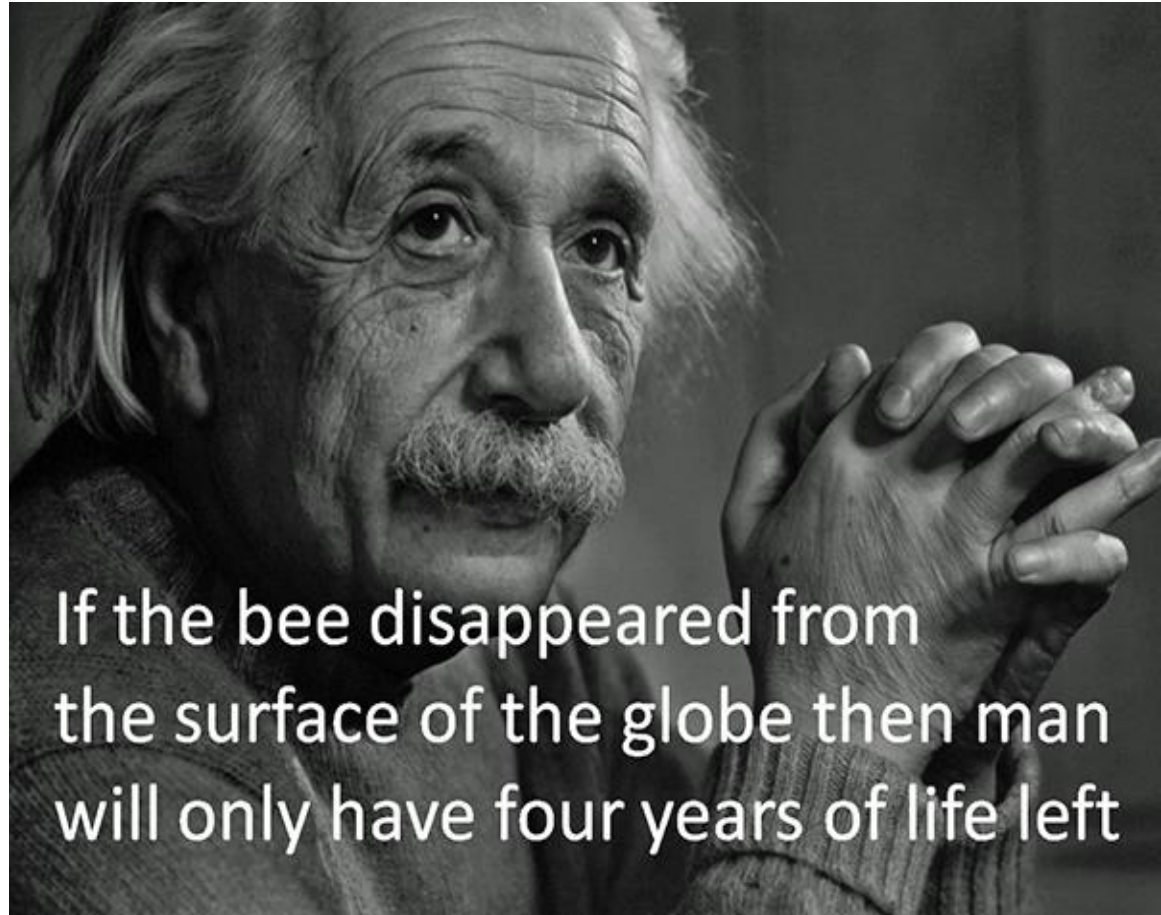 If the bee disappeared from
the surface of the globe then man
will only have four years of life left